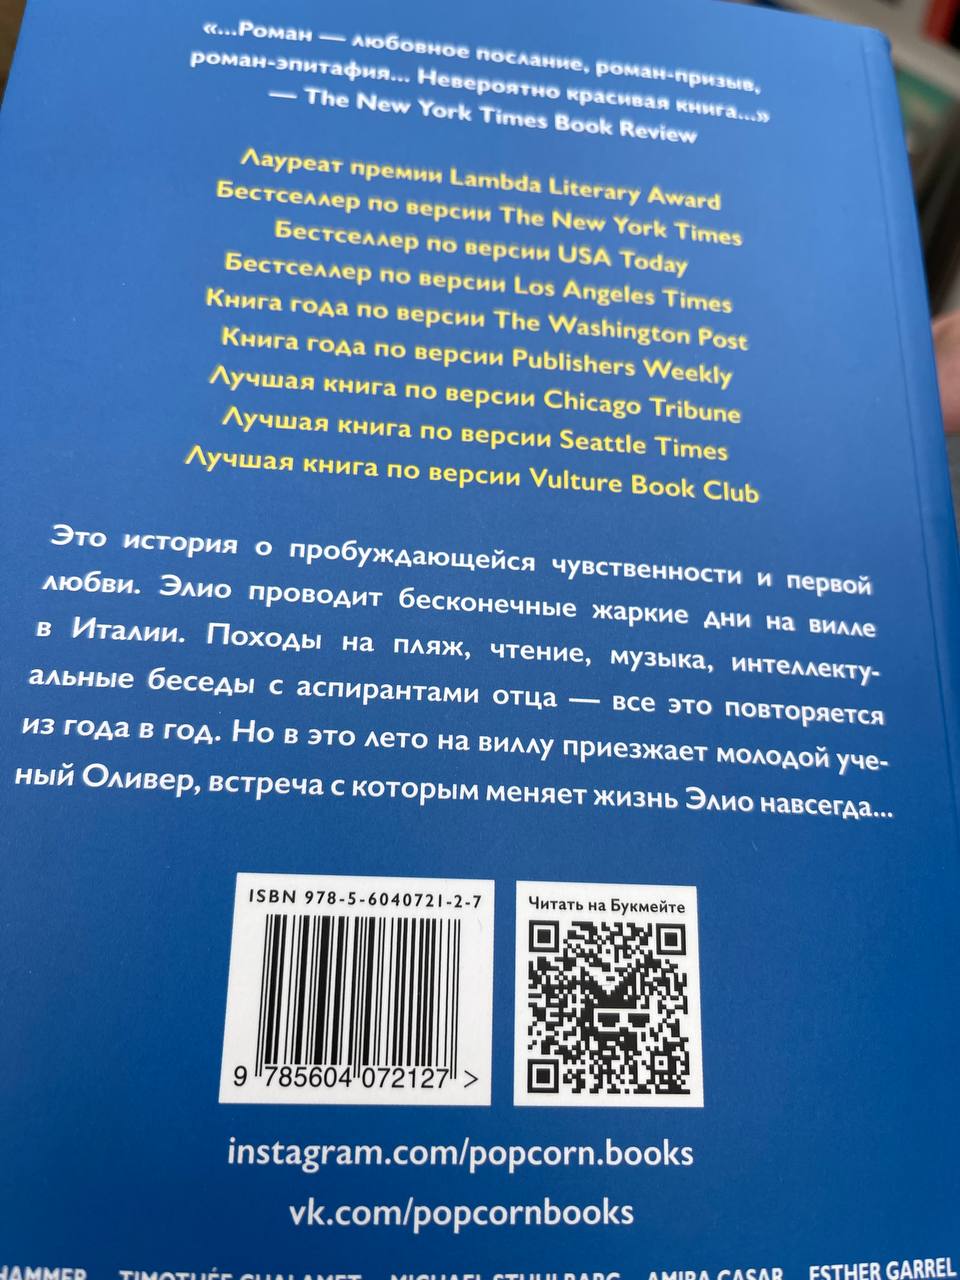 «...Роман — любовное послание, роман-призыв,
роман-эпитафия... Невероятно красивая книга...»
— The New York Times Book Review
Лауреат премии Lambda Literary Award
Бестселлер по версии The New York Times
Бестселлер по версии USA Today
Бестселлер по версии Los Angeles Times
Книга года по версии The Washington Post
Книга года по версии Publishers Weekly
Лучшая книга по версии Chicago Tribune
Лучшая книга по версии Seattle Times
Лучшая книга по версии Vulture Book Club
Это история о пробуждающейся чувственности и первой
любви. Элио проводит бесконечные жаркие дни на вилле
в Италии. Походы на пляж, чтение, музыка, интеллекту-
альные беседы с аспирантами отца — все это повторяется
из года в год. Но в это лето на виллу приезжает молодой уче-
ный Оливер, встреча с которым меняет жизнь Элио навсегда...
ISBN 978-5-6040721-2-7
9 785604 072127 >
Читать на Букмейте
instagram.com/popcorn.books
vk.com/popcornbooks
HAMMER TIMOTHÉE CHALAMET MICHAEL STUHLBARG AMIRA CASAR ESTHER GARREL